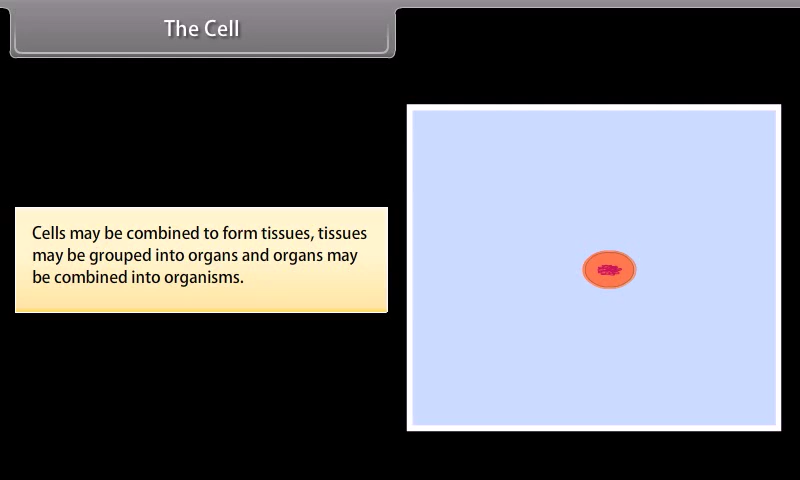 The Cell
Cells may be combined to form tissues, tissues
may be grouped into organs and organs may
be combined into organisms.